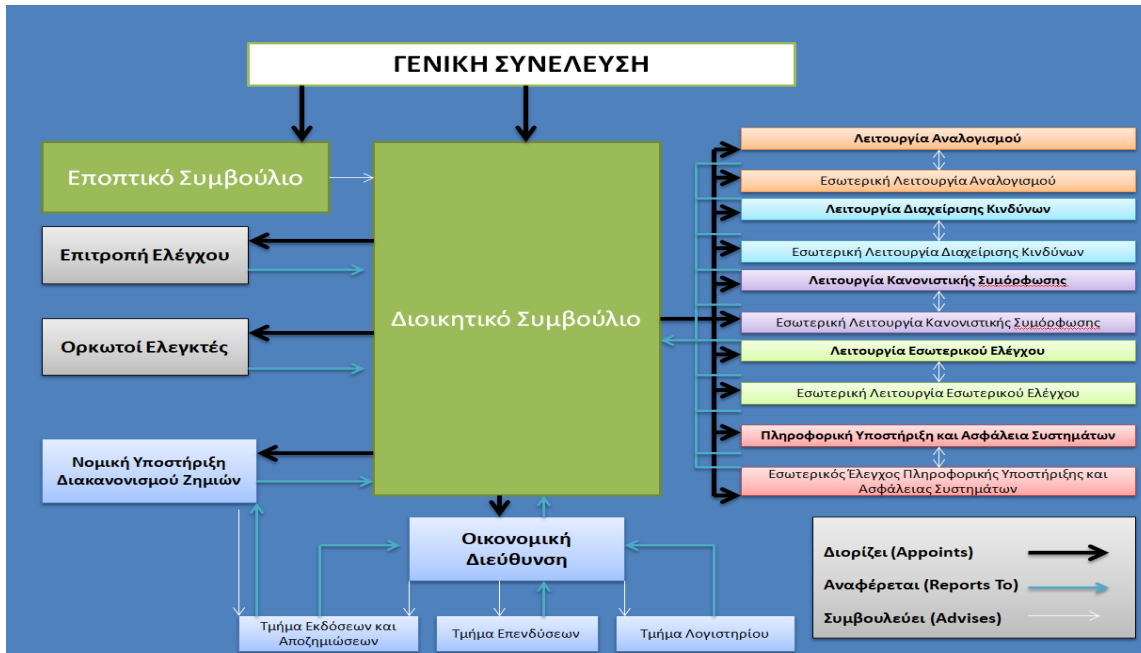 ΓΕΝΙΚΗ ΣΥΝΕΛΕΥΣΗ
Εποπτικό Συμβούλιο
Επιτροπή Ελέγχου
Ορκωτοί Ελεγκτές
Νομική Υποστήριξη
Διακανονισμού Ζημιών
Διοικητικό Συμβούλιο
Λειτουργία Αναλογισμού
Εσωτερική Λειτουργία Αναλογισμού
Λειτουργία Διαχείρισης Κινδύνων
Εσωτερική Λειτουργία Διαχείρισης Κινδύνων
Λειτουργία Κανονιστικής Συμόρφωσης
Εσωτερική Λειτουργία Κανονιστικής Συμόρφωσης
Λειτουργία Εσωτερικού Ελέγχου
Εσωτερική Λειτουργία Εσωτερικού Ελέγχου
Πληροφορική Υποστήριξη και Ασφάλεια Συστημάτων
Εσωτερικός Έλεγχος Πληροφορικής Υποστήριξης και
Ασφάλειας Συστημάτων
Οικονομική
Διεύθυνση
Τμήμα Εκδόσεων και
Αποζημιώσεων
Τμήμα Επενδύσεων
Τμήμα Λογιστηρίου
Διορίζει (Appoints)
Αναφέρεται (Reports To)
Συμβουλεύει (Advises)